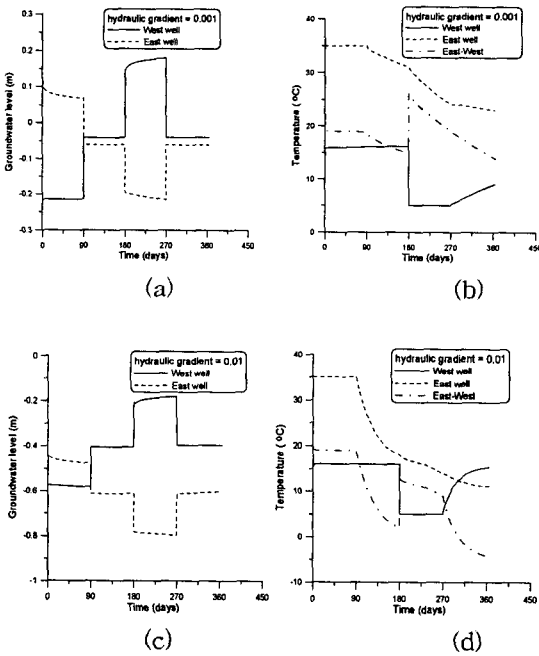 hydraulic gradient = 0.001
West well
East well
0.3
0.2
0.1
0
-0.1
-0.2
-0.3
Groundwater level (m)
0 90 180 270 360 450
Time (days)
(a)
hydraulic gradient = 0.001
West well
East well
East-West
40
30
20
10
0
Temperature (°C)
0 90 180 270 360 450
Time (days)
(b)
hydraulic gradient = 0.01
West well
East well
0
-0.2
-0.4
-0.6
-0.8
-1
Groundwater level (m)
0 90 180 270 360 450
Time (days)
(c)
hydraulic gradient = 0.01
West well
East well
East-West
40
30
20
10
0
-10
Temperature (°C)
0 90 180 270 360 450
Time (days)
(d)